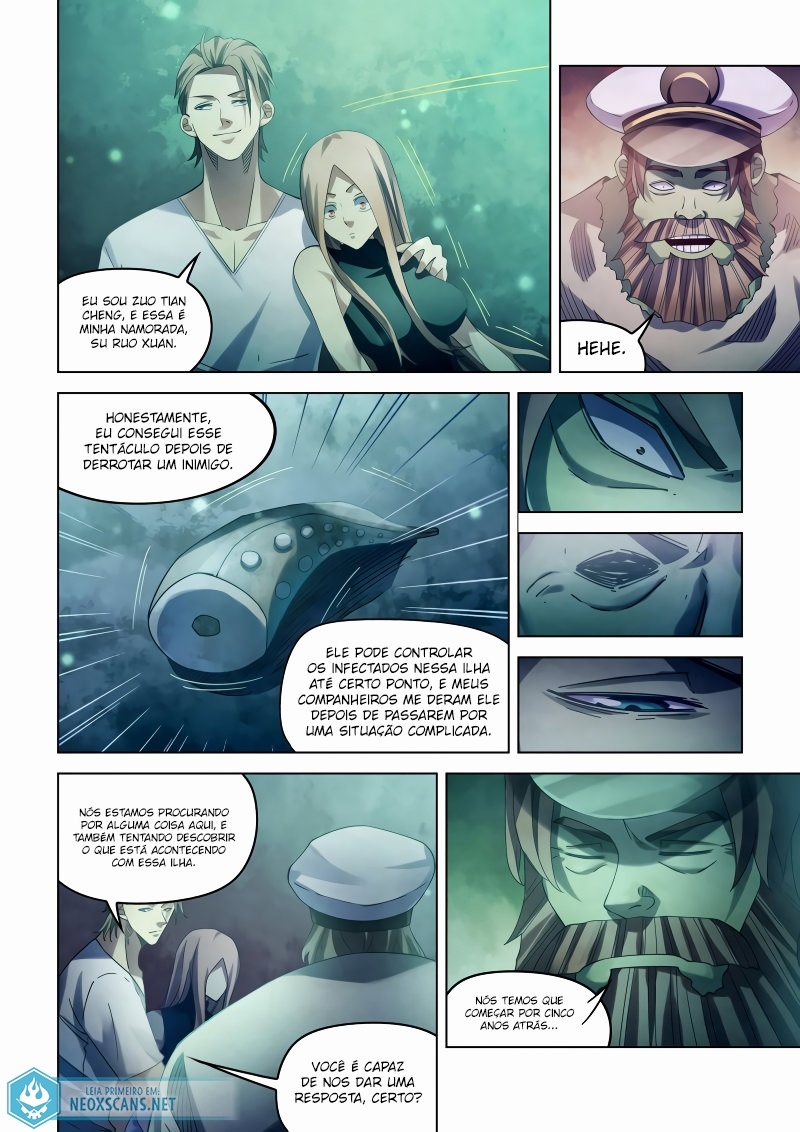 EU SOU ZUO TIAN
CHENG, E ESSA É
MINHA NAMORADA,
SU RUO XUAN.
HEHE.
HONESTAMENTE,
EU CONSEGUI ESSE
TENTÁCULO DEPOIS DE
DERROTAR UM INIMIGO.
ELE PODE CONTROLAR
OS INFECTADOS NESSA ILHA
ATÉ CERTO PONTO, E MEUS
COMPANHEIROS ME DERAM ELE
DEPOIS DE PASSAREM POR
UMA SITUAÇÃO COMPLICADA.
NÓS ESTAMOS PROCURANDO
POR ALGUMA COISA AQUI, E
TAMBÉM TENTANDO DESCOBRIR
O QUE ESTÁ ACONTECENDO
COM ESSA ILHA.
VOCÊ É CAPAZ
DE NOS DAR UMA
RESPOSTA, CERTO?
NÓS TEMOS QUE
COMEÇAR POR CINCO
ANOS ATRÁS...
LEIA PRIMEIRO EM:
NEOXSCANS.NET